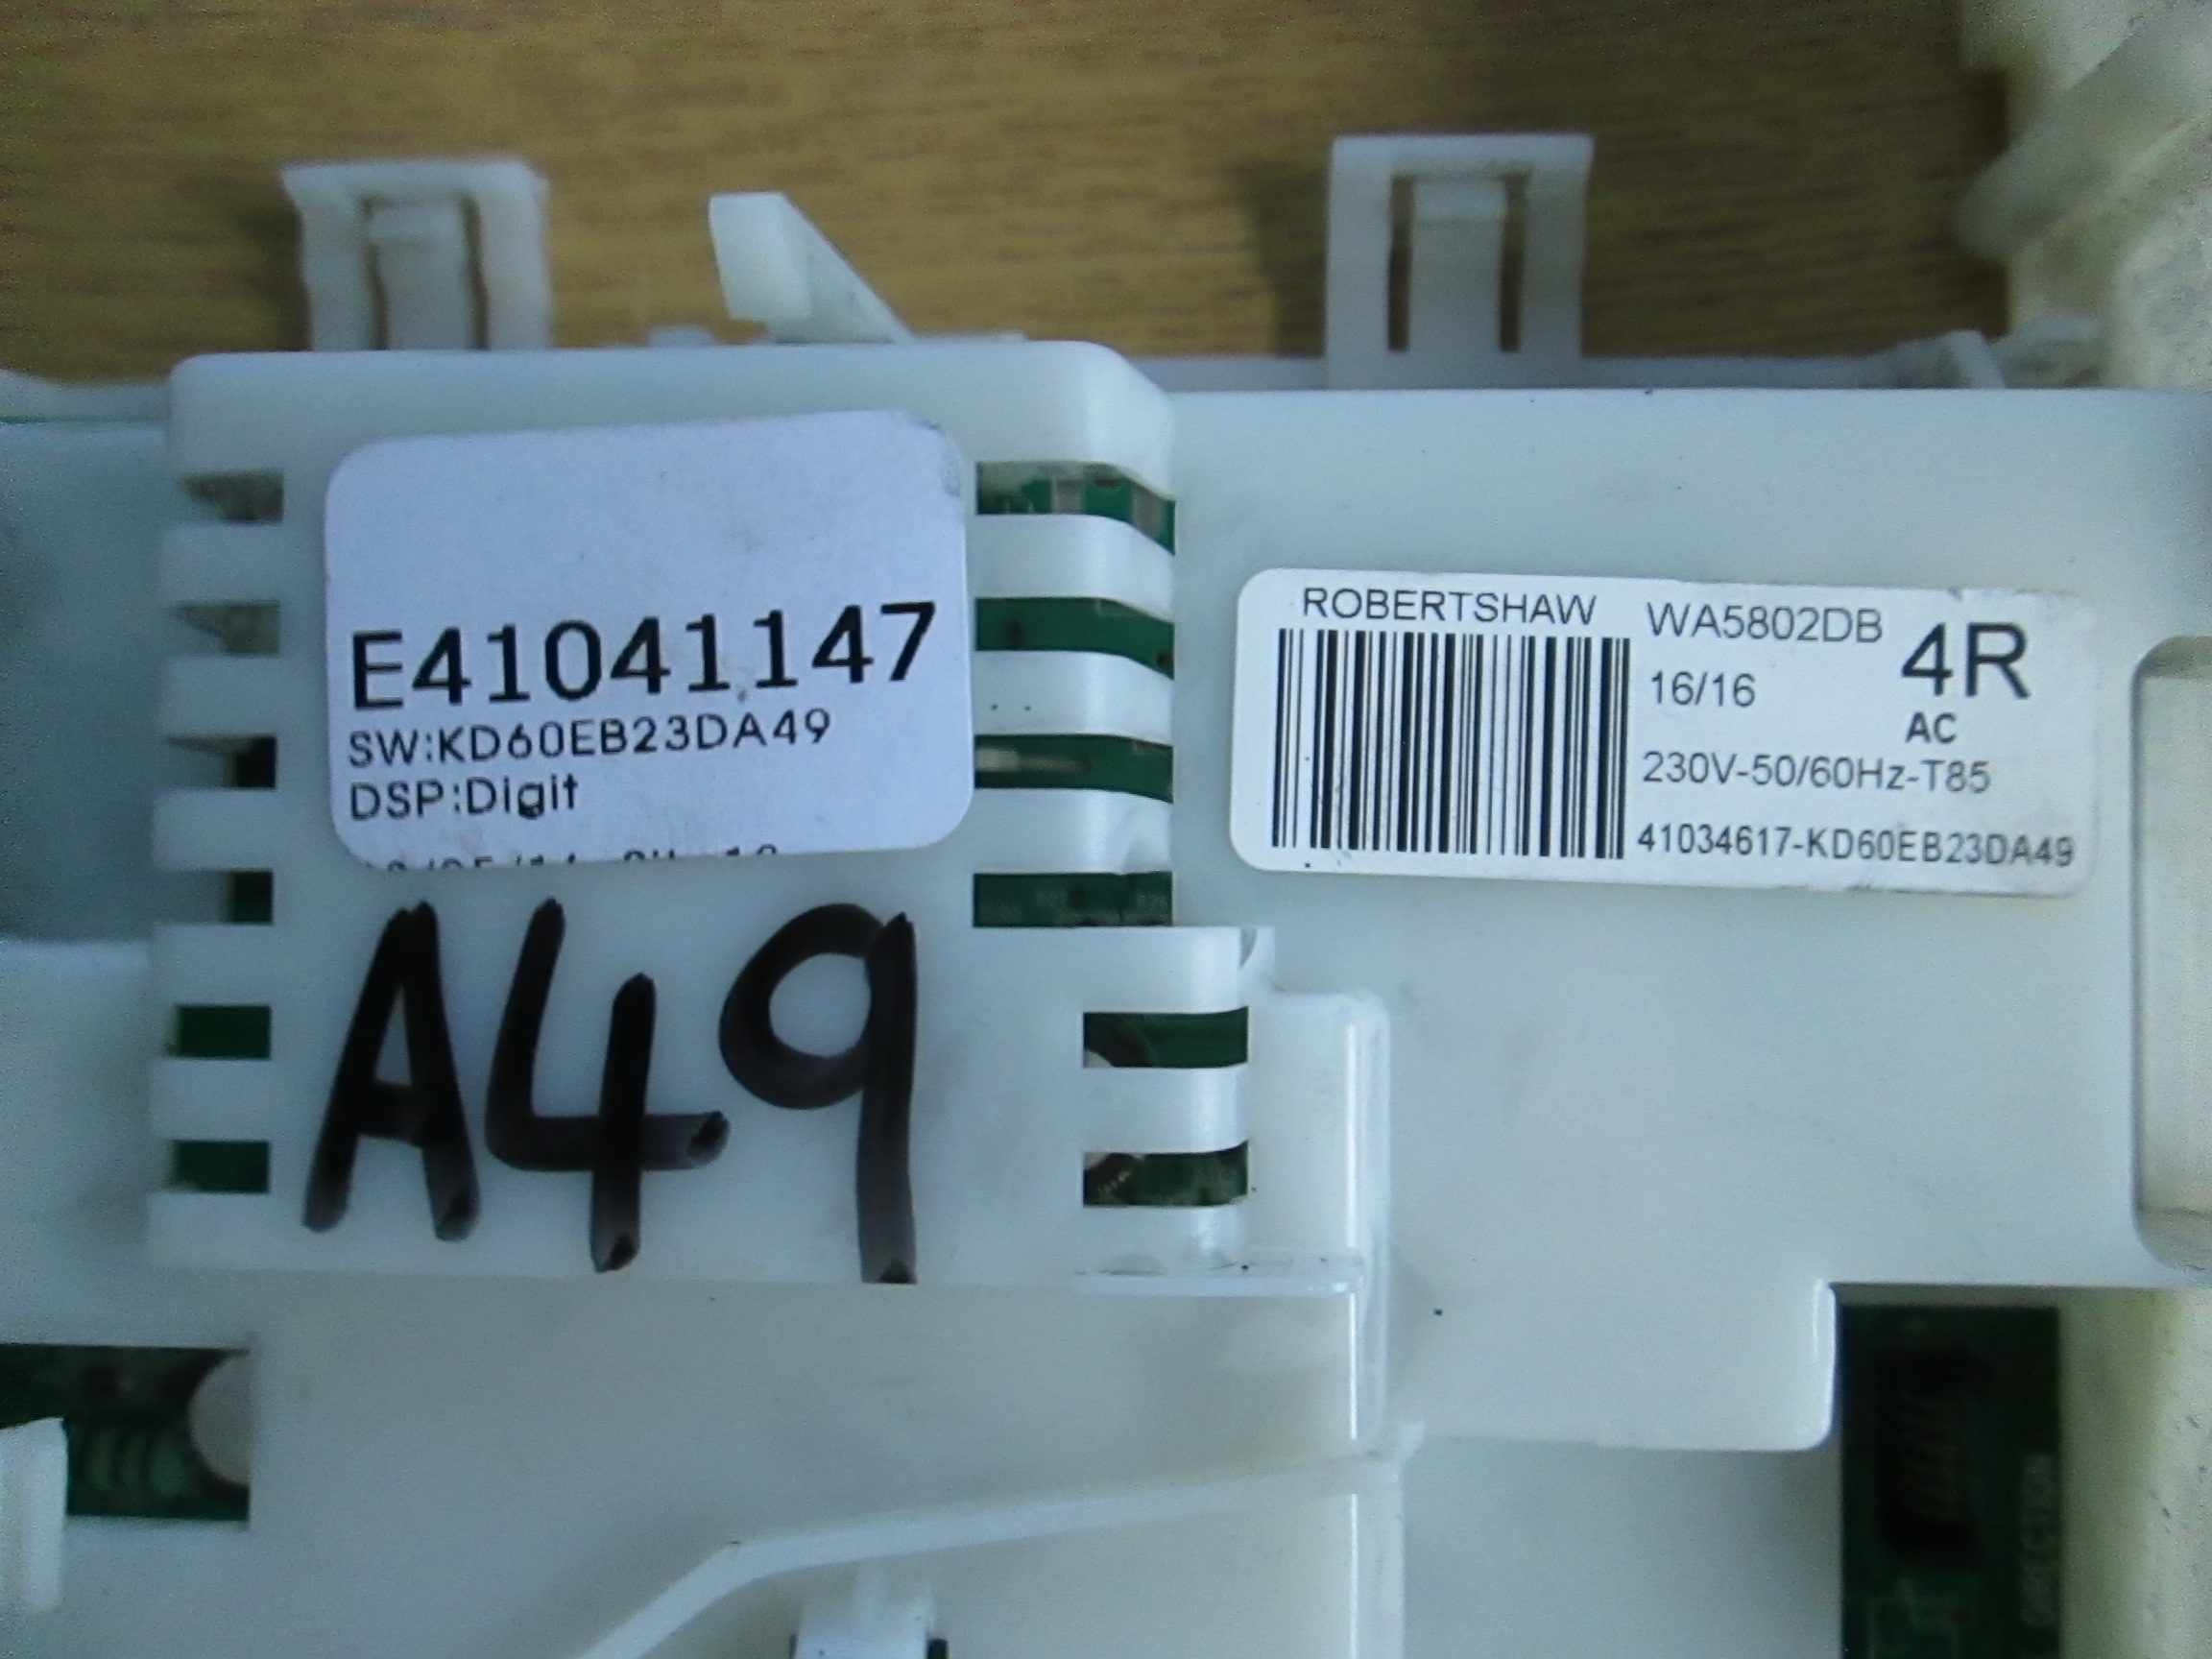 E41041147
SW:KD60EB23DA49
DSP:Digit
A49
ROBERTSHAW
WA5802DB
4R
16/16
AC
230V-50/60Hz-T85
41034617-KD60EB23DA49